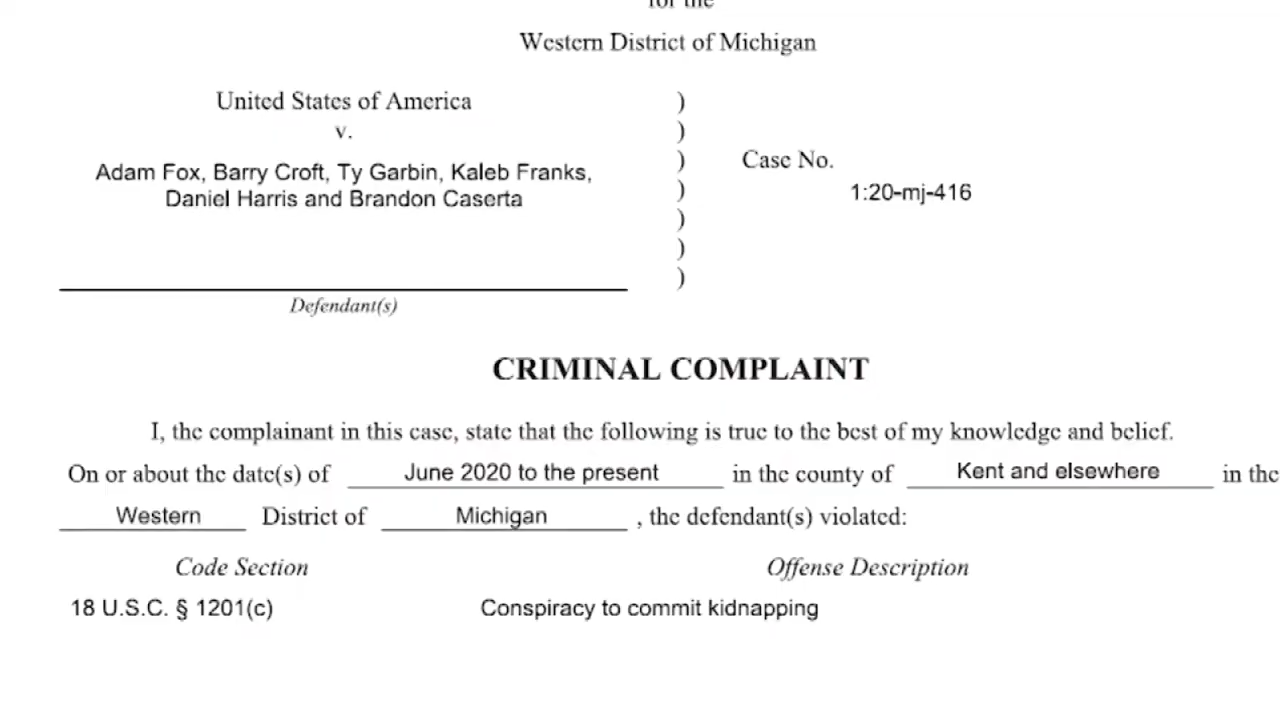 for the
Western District of Michigan
United States of America
v.
Adam Fox, Barry Croft, Ty Garbin, Kaleb Franks,
Daniel Harris and Brandon Caserta
)
)
)
)
)
)
)
Case No.
1:20-mj-416
Defendant(s)
CRIMINAL COMPLAINT
I, the complainant in this case, state that the following is true to the best of my knowledge and belief.
On or about the date(s) of June 2020 to the present in the county of Kent and elsewhere in the
Western District of Michigan , the defendant(s) violated:
Code Section Offense Description
18 U.S.C. § 1201(c) Conspiracy to commit kidnapping